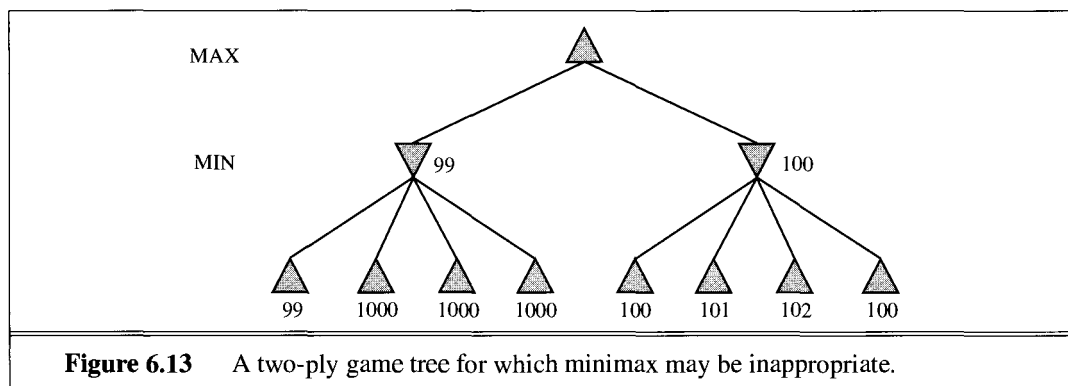 MAX
MIN
99
100
99 1000 1000 1000 100 101 102 100
Figure 6.13 A two-ply game tree for which minimax may be inappropriate.